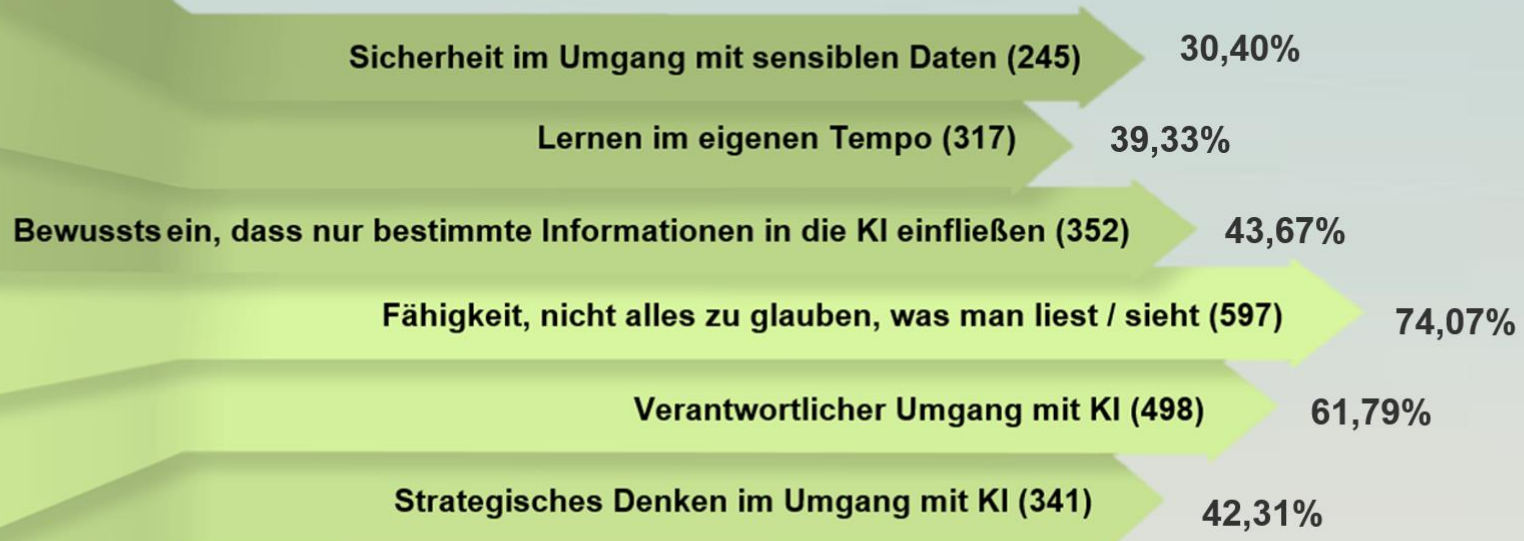 Sicherheit im Umgang mit sensiblen Daten (245) 30,40%
Lernen im eigenen Tempo (317) 39,33%
Bewusstsein, dass nur bestimmte Informationen in die KI einfließen (352) 43,67%
Fähigkeit, nicht alles zu glauben, was man liest / sieht (597) 74,07%
Verantwortlicher Umgang mit KI (498) 61,79%
Strategisches Denken im Umgang mit KI (341) 42,31%